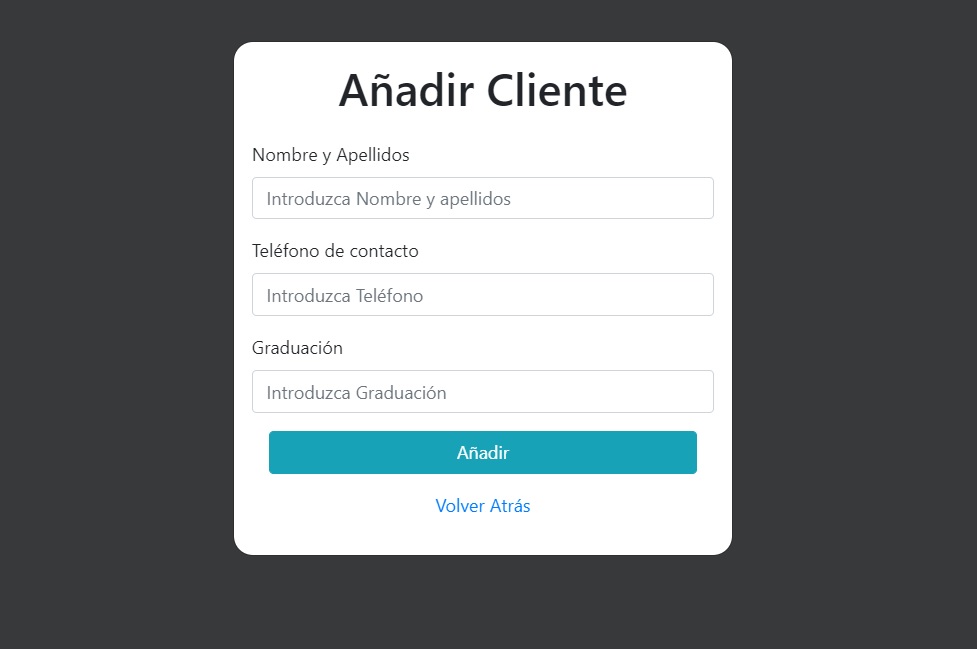 Añadir Cliente
Nombre y Apellidos
Introduzca Nombre y apellidos
Teléfono de contacto
Introduzca Teléfono
Graduación
Introduzca Graduación
Añadir
Volver Atrás